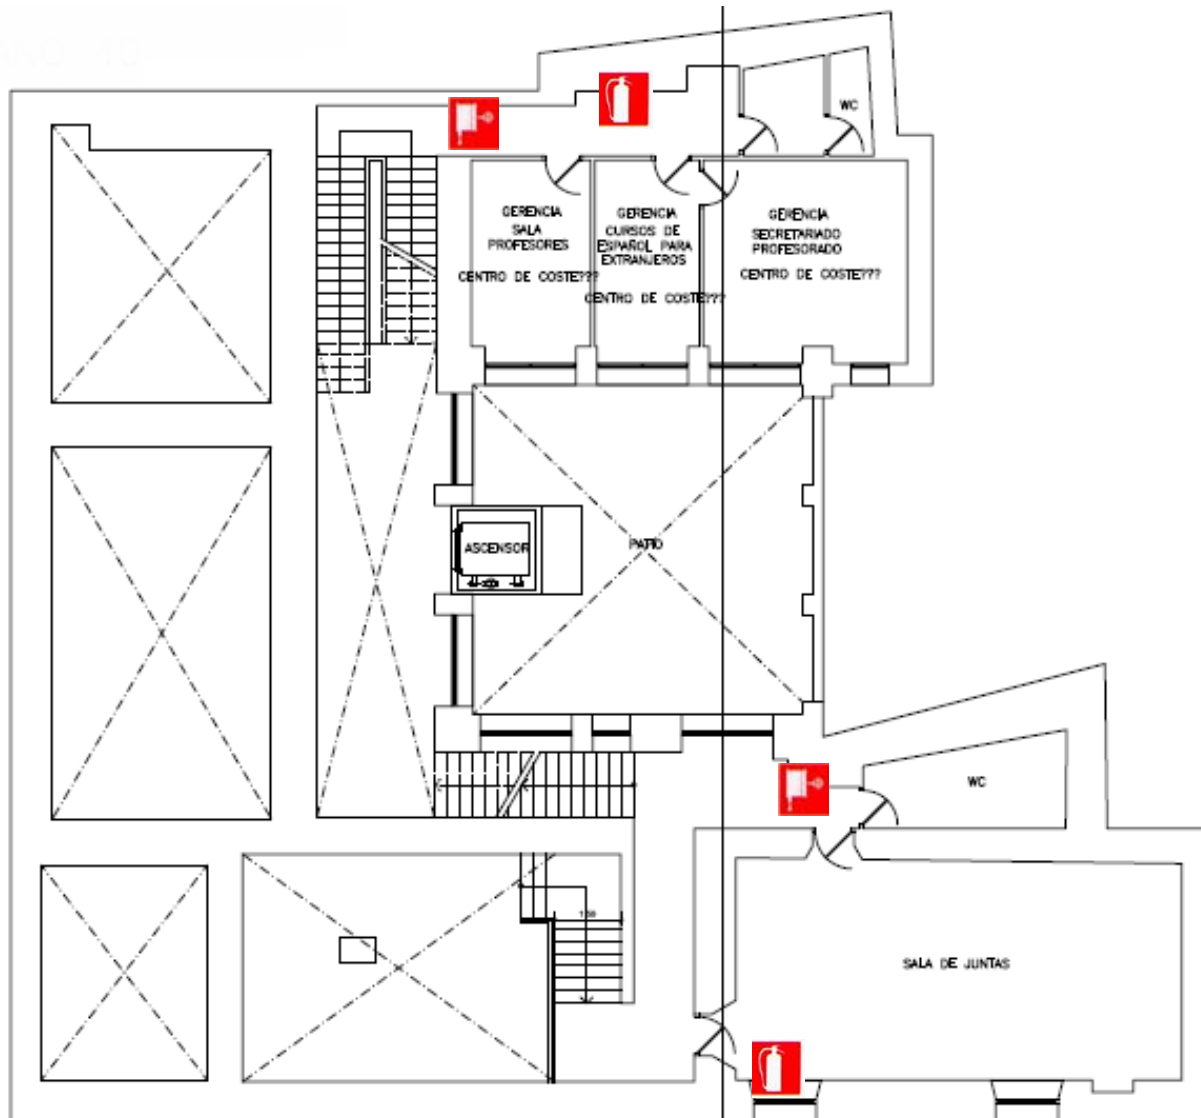 WC
GERENCIA
SALA
PROFESORES
CENTRO DE COSTE???
GERENCIA
CURSOS DE
ESPAÑOL PARA
EXTRANJEROS
CENTRO DE COSTE???
GERENCIA
SECRETARIADO
PROFESORADO
CENTRO DE COSTE???
ASCENSOR
PATIO
WC
SALA DE JUNTAS